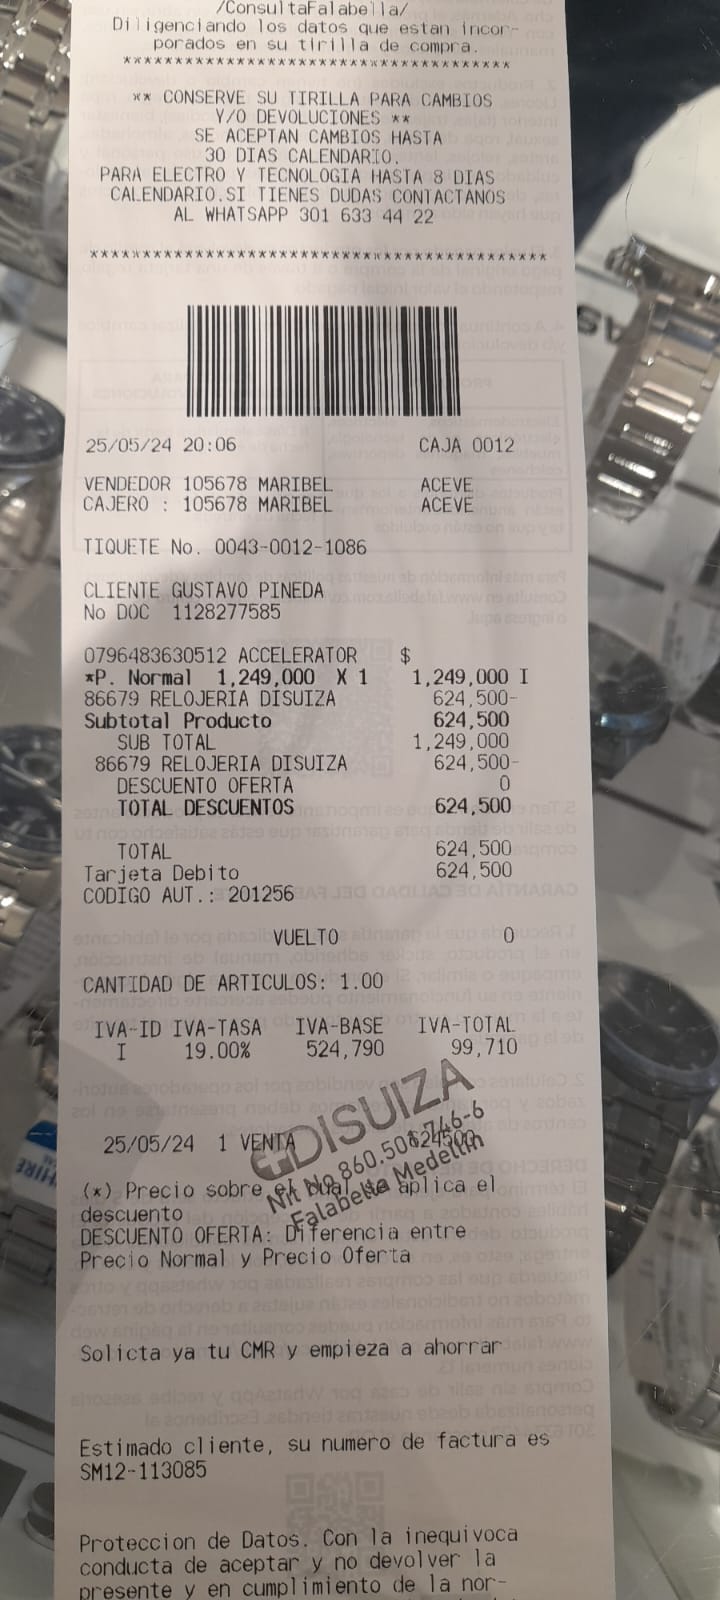 /ConsultaFalabella/
Diligenciando los datos que estan incor-
porados en su tirilla de compra.
************************************
** CONSERVE SU TIRILLA PARA CAMBIOS
Y/O DEVOLUCIONES **
SE ACEPTAN CAMBIOS HASTA
30 DIAS CALENDARIO.
PARA ELECTRO Y TECNOLOGIA HASTA 8 DIAS
CALENDARIO.SI TIENES DUDAS CONTACTANOS
AL WHATSAPP 301 633 44 22
******************************************
25/05/24 20:06 CAJA 0012
VENDEDOR 105678 MARIBEL ACEVE
CAJERO : 105678 MARIBEL ACEVE
TIQUETE No. 0043-0012-1086
CLIENTE GUSTAVO PINEDA
No DOC 1128277585
0796483630512 ACCELERATOR $
*P. Normal 1,249,000 X 1 1,249,000 I
86679 RELOJERIA DISUIZA 624,500-
Subtotal Producto 624,500
SUB TOTAL 1,249,000
86679 RELOJERIA DISUIZA 624,500-
DESCUENTO OFERTA 0
TOTAL DESCUENTOS 624,500
TOTAL 624,500
Tarjeta Debito 624,500
CODIGO AUT.: 201256
VUELTO 0
CANTIDAD DE ARTICULOS: 1.00
IVA-ID IVA-TASA IVA-BASE IVA-TOTAL
I 19.00% 524,790 99,710
DISUIZA
Nit No 860.506.746-6
Falabella Medellín
25/05/24 1 VENTA 624500
(*) Precio sobre el cual se aplica el
descuento
DESCUENTO OFERTA: Diferencia entre
Precio Normal y Precio Oferta
Solicta ya tu CMR y empieza a ahorrar
Estimado cliente, su numero de factura es
SM12-113085
Proteccion de Datos. Con la inequivoca
conducta de aceptar y no devolver la
presente y en cumplimiento de la nor-